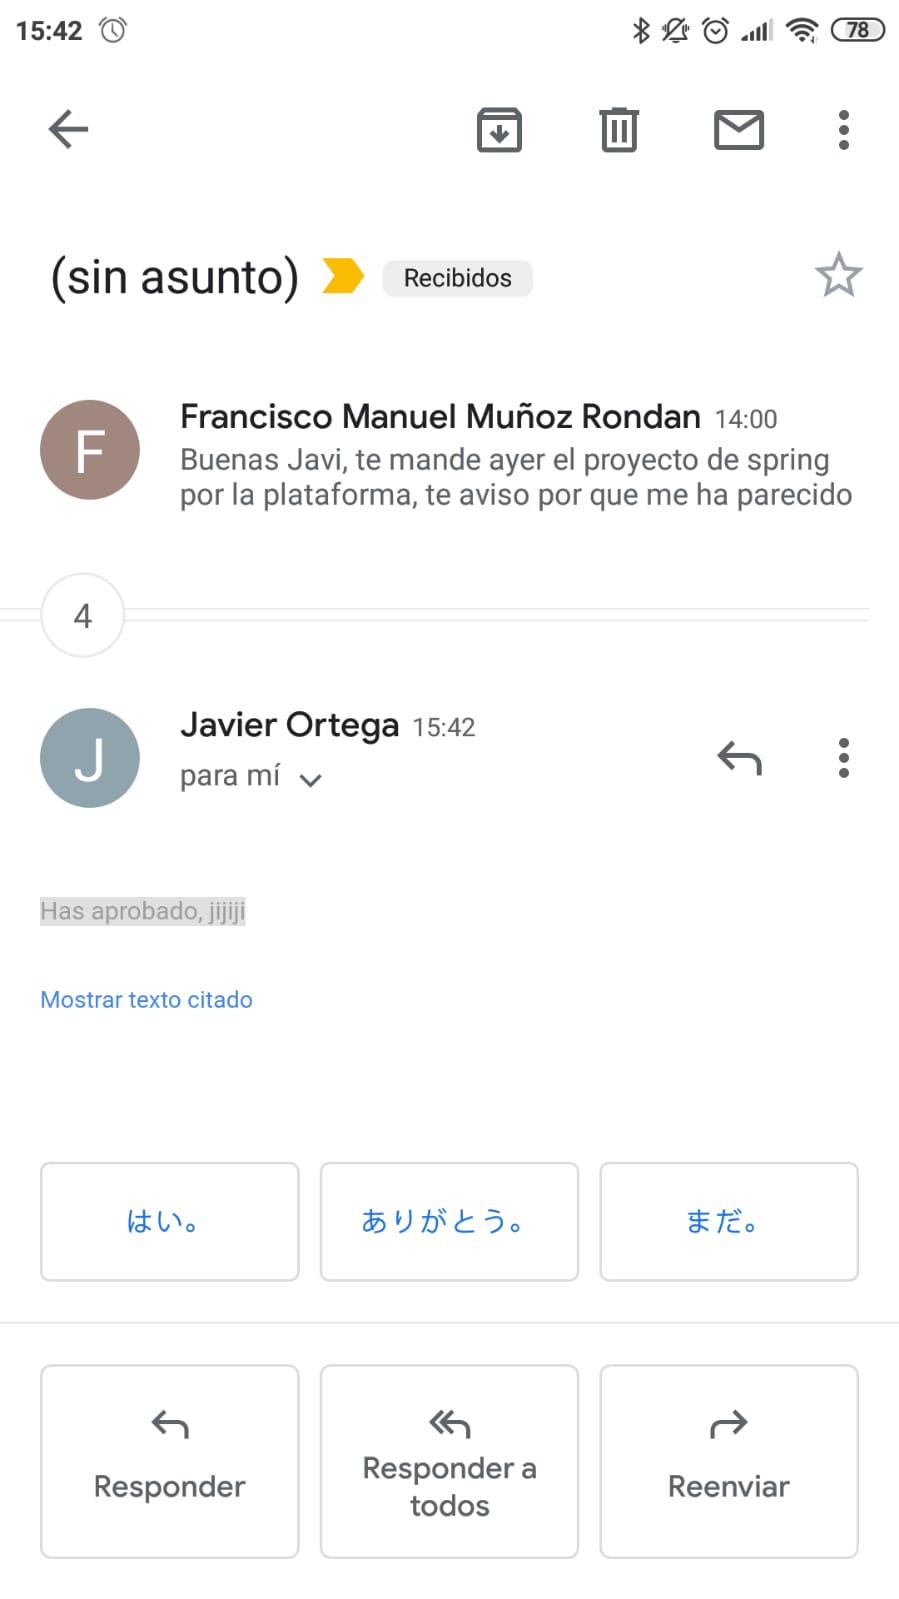 15:42
78
(sin asunto) Recibidos
F
Francisco Manuel Muñoz Rondan 14:00
Buenas Javi, te mande ayer el proyecto de spring
por la plataforma, te aviso por que me ha parecido
4
J
Javier Ortega 15:42
para mí
Has aprobado, jijiji
Mostrar texto citado
はい。
ありがとう。
まだ。
Responder
Responder a
todos
Reenviar